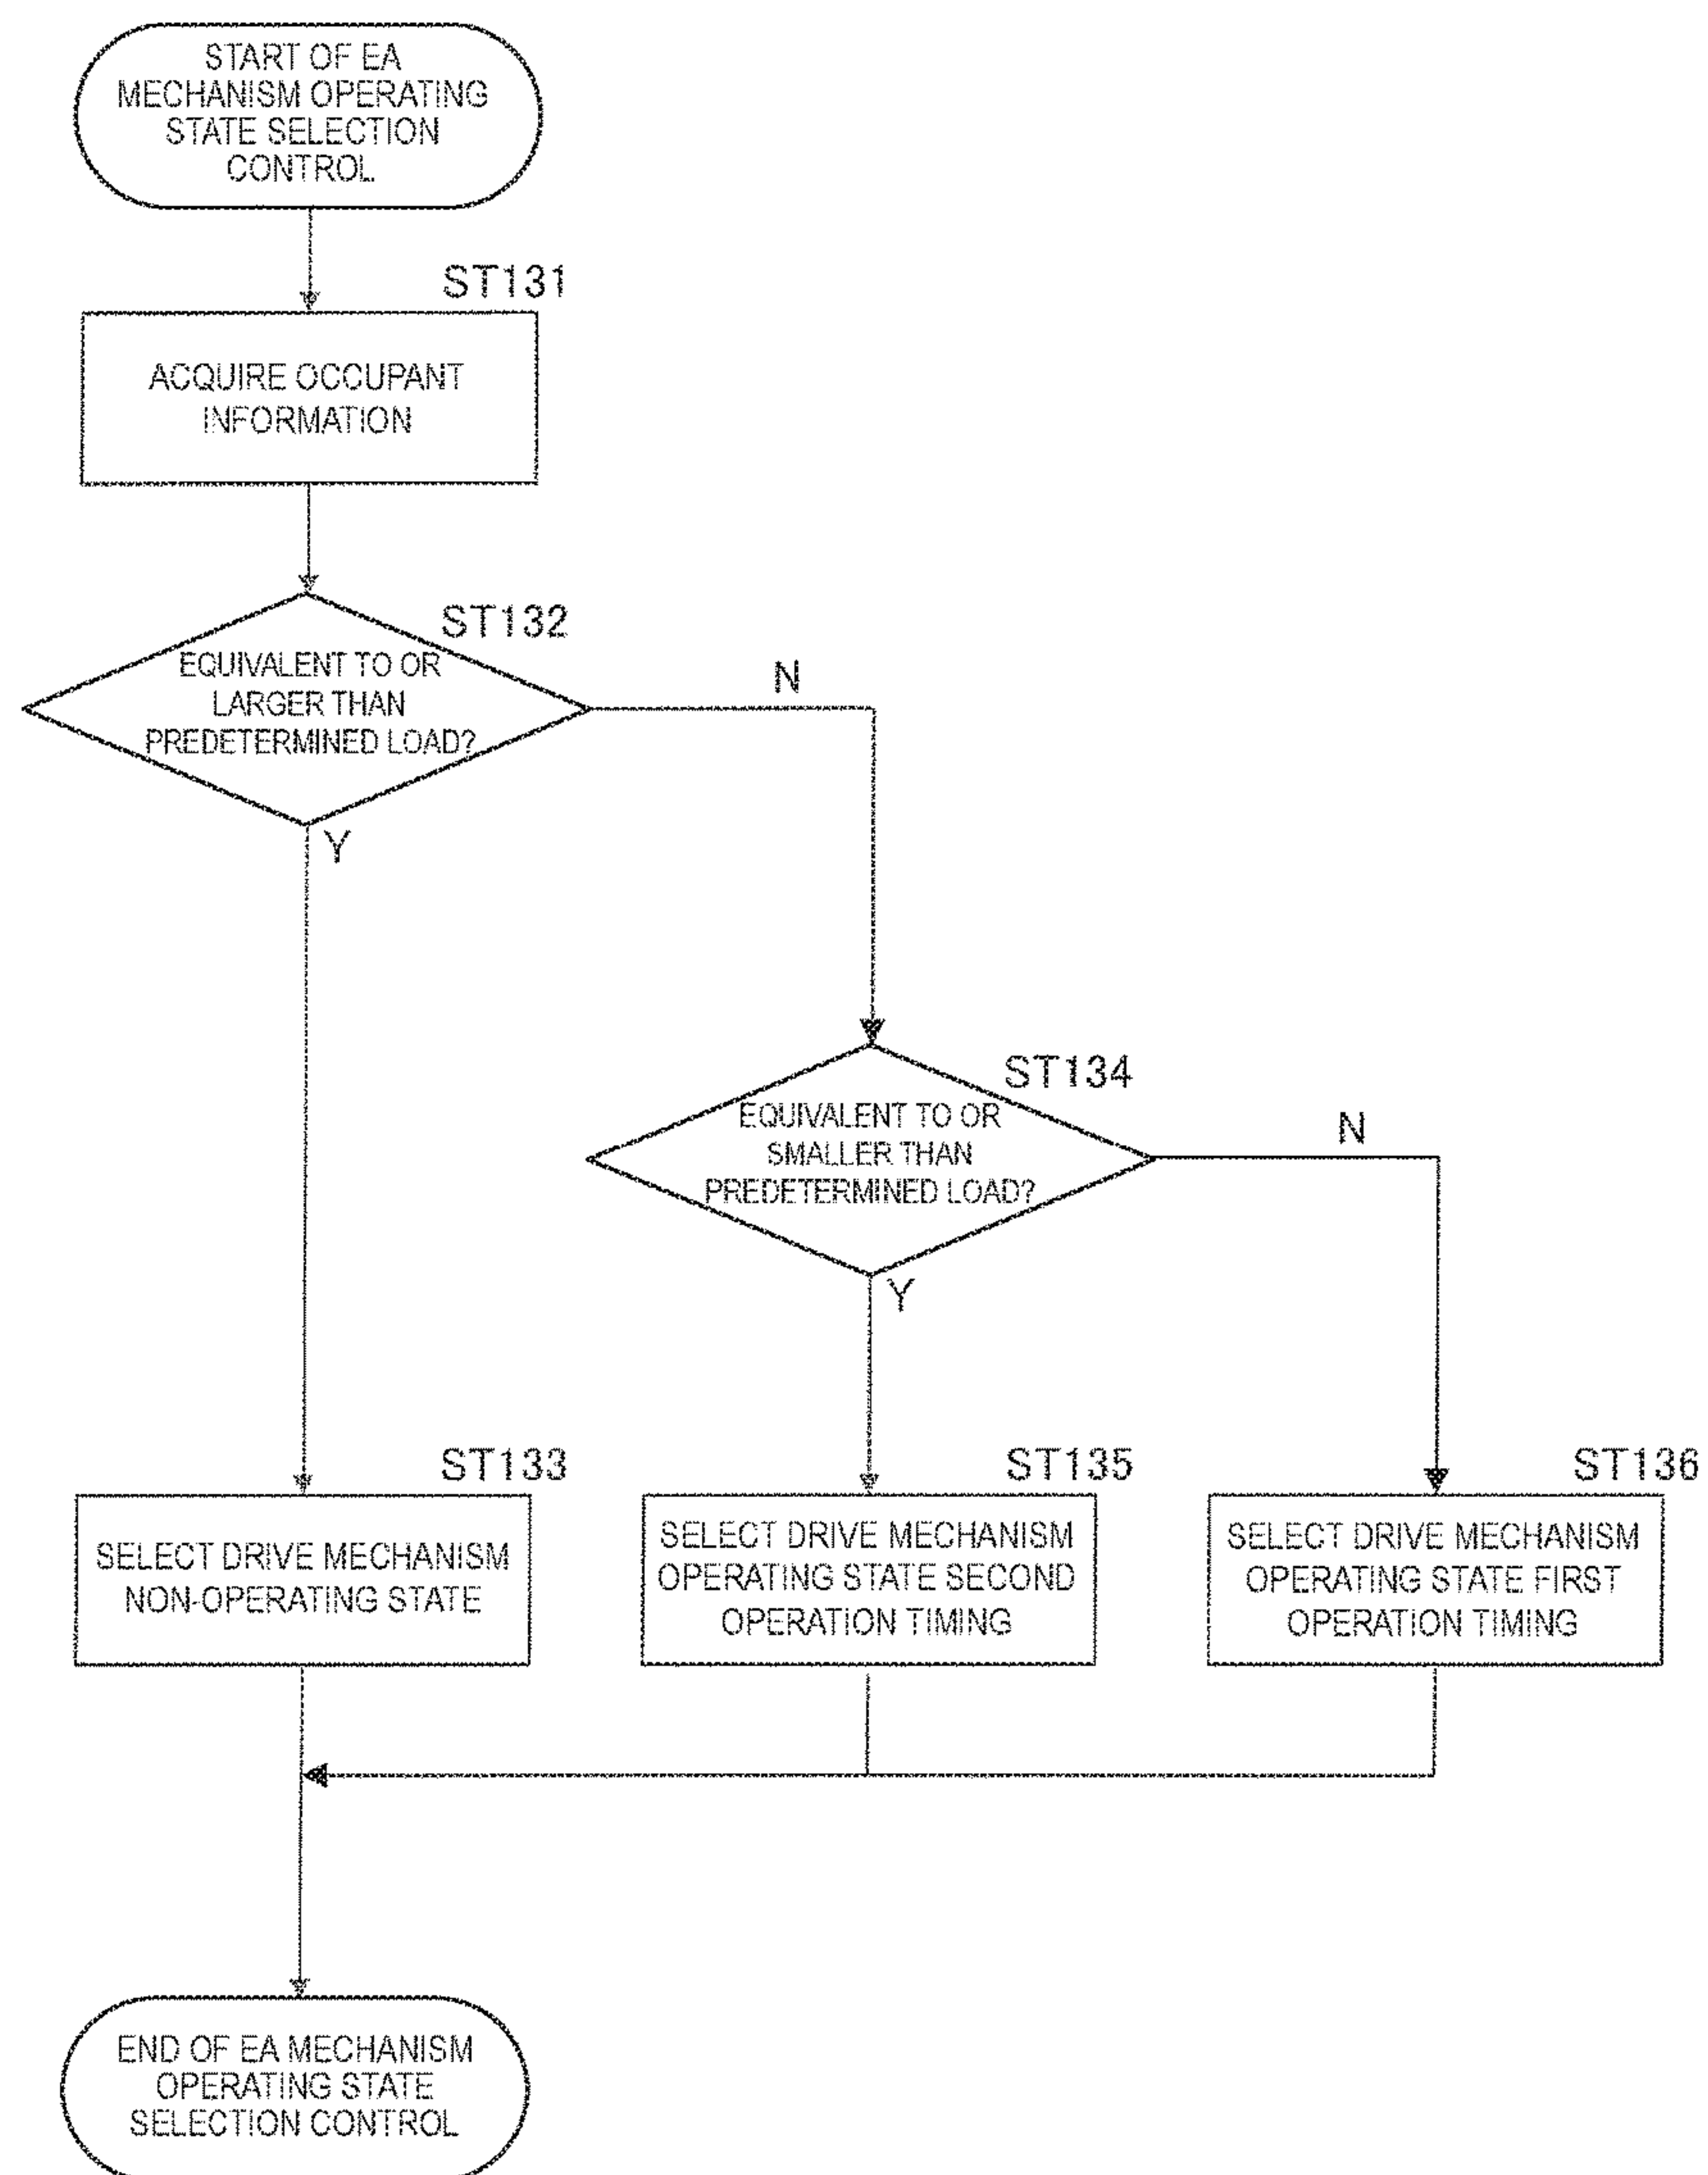 START OF EA
MECHANISM OPERATING
STATE SELECTION
CONTROL
ST131
ACQUIRE OCCUPANT
INFORMATION
ST132
EQUIVALENT TO OR
LARGER THAN
PREDETERMINED LOAD?
N
Y
ST134
EQUIVALENT TO OR
SMALLER THAN
PREDETERMINED LOAD?
N
Y
ST133
SELECT DRIVE MECHANISM
NON-OPERATING STATE
ST135
SELECT DRIVE MECHANISM
OPERATING STATE SECOND
OPERATION TIMING
ST136
SELECT DRIVE MECHANISM
OPERATING STATE FIRST
OPERATION TIMING
END OF EA MECHANISM
OPERATING STATE
SELECTION CONTROL